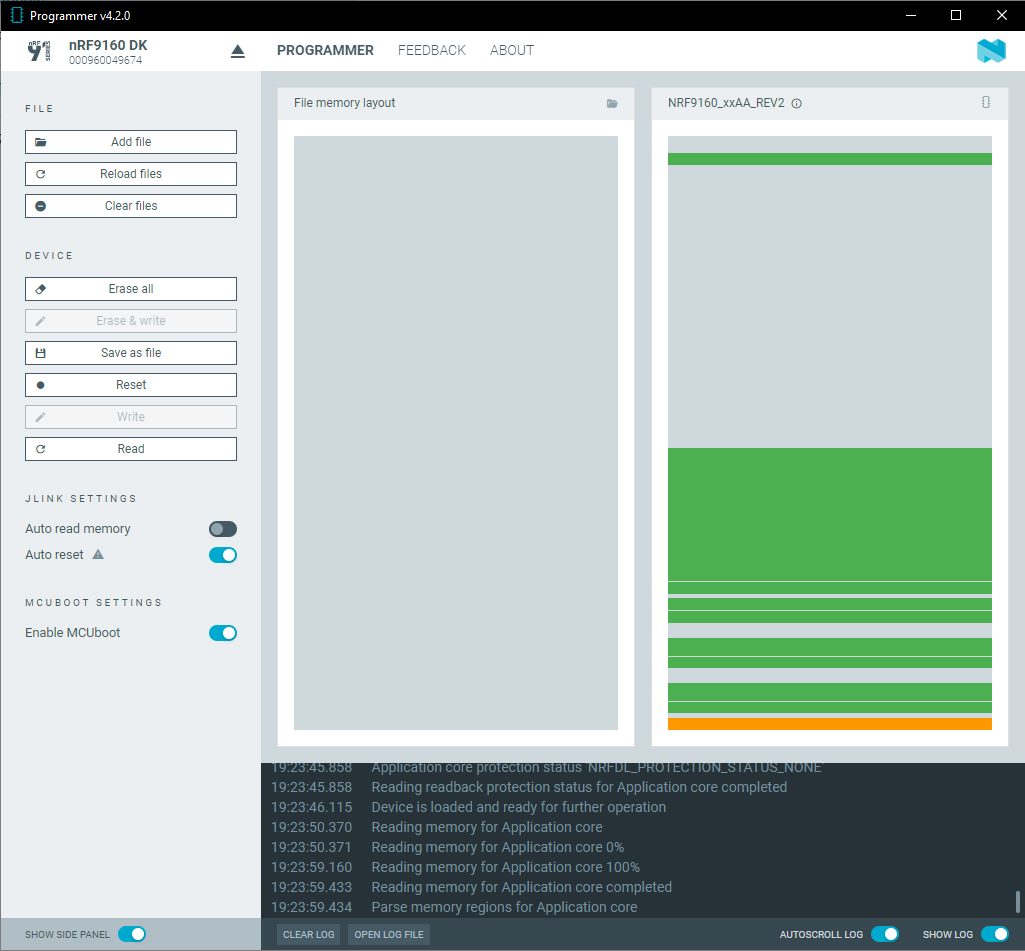 Programmer v4.2.0
nRF9160 DK
000960049674
PROGRAMMER
FEEDBACK
ABOUT
FILE
Add file
Reload files
Clear files
DEVICE
Erase all
Erase & write
Save as file
Reset
Write
Read
JLINK SETTINGS
Auto read memory
Auto reset
MCUBOOT SETTINGS
Enable MCUboot
SHOW SIDE PANEL
File memory layout
NRF9160_xxAA_REV2
19:23:45.858 Application core protection status 'NRFDL_PROTECTION_STATUS_NONE
19:23:45.858 Reading readback protection status for Application core completed
19:23:46.115 Device is loaded and ready for further operation
19:23:50.370 Reading memory for Application core
19:23:50.371 Reading memory for Application core 0%
19:23:59.160 Reading memory for Application core 100%
19:23:59.433 Reading memory for Application core completed
19:23:59.434 Parse memory regions for Application core
CLEAR LOG
OPEN LOG FILE
AUTOSCROLL LOG
SHOW LOG